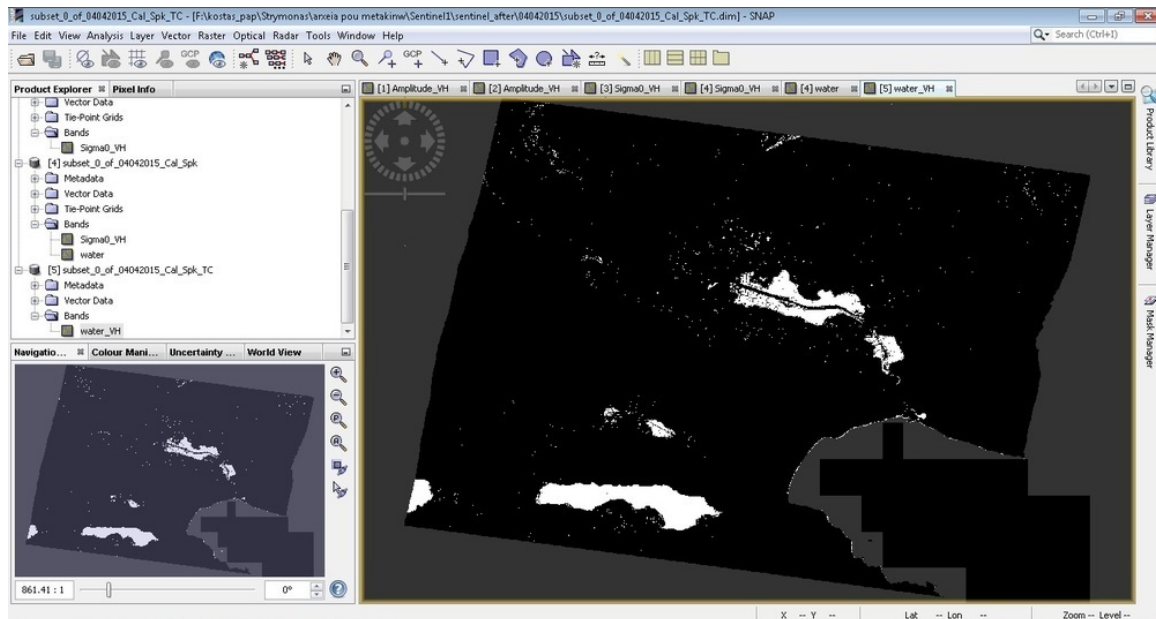 subset_0_of_04042015_Cal_Spk_TC - [F:\kostas_pap\Strymonas\arxeia pou metakinw\Sentinel1\sentinel_after\04042015\subset_0_of_04042015_Cal_Spk_TC.dim] - SNAP
File Edit View Analysis Layer Vector Raster Optical Radar Tools Window Help
Search (Ctrl+I)
GCP
GCP
Product Explorer Pixel Info
[1] Amplitude_VH [2] Amplitude_VH [3] Sigma0_VH [4] Sigma0_VH [4] water [5] water_VH
Vector Data
Tie-Point Grids
Bands
Sigma0_VH
[4] subset_0_of_04042015_Cal_Spk
Metadata
Vector Data
Tie-Point Grids
Bands
Sigma0_VH
water
[5] subset_0_of_04042015_Cal_Spk_TC
Metadata
Vector Data
Bands
water_VH
Navigatio... Colour Mani... Uncertainty ... World View
861.41 : 1
0°
Product Library
Layer Manager
Mask Manager
X -- Y -- Lat -- Lon -- Zoom -- Level --